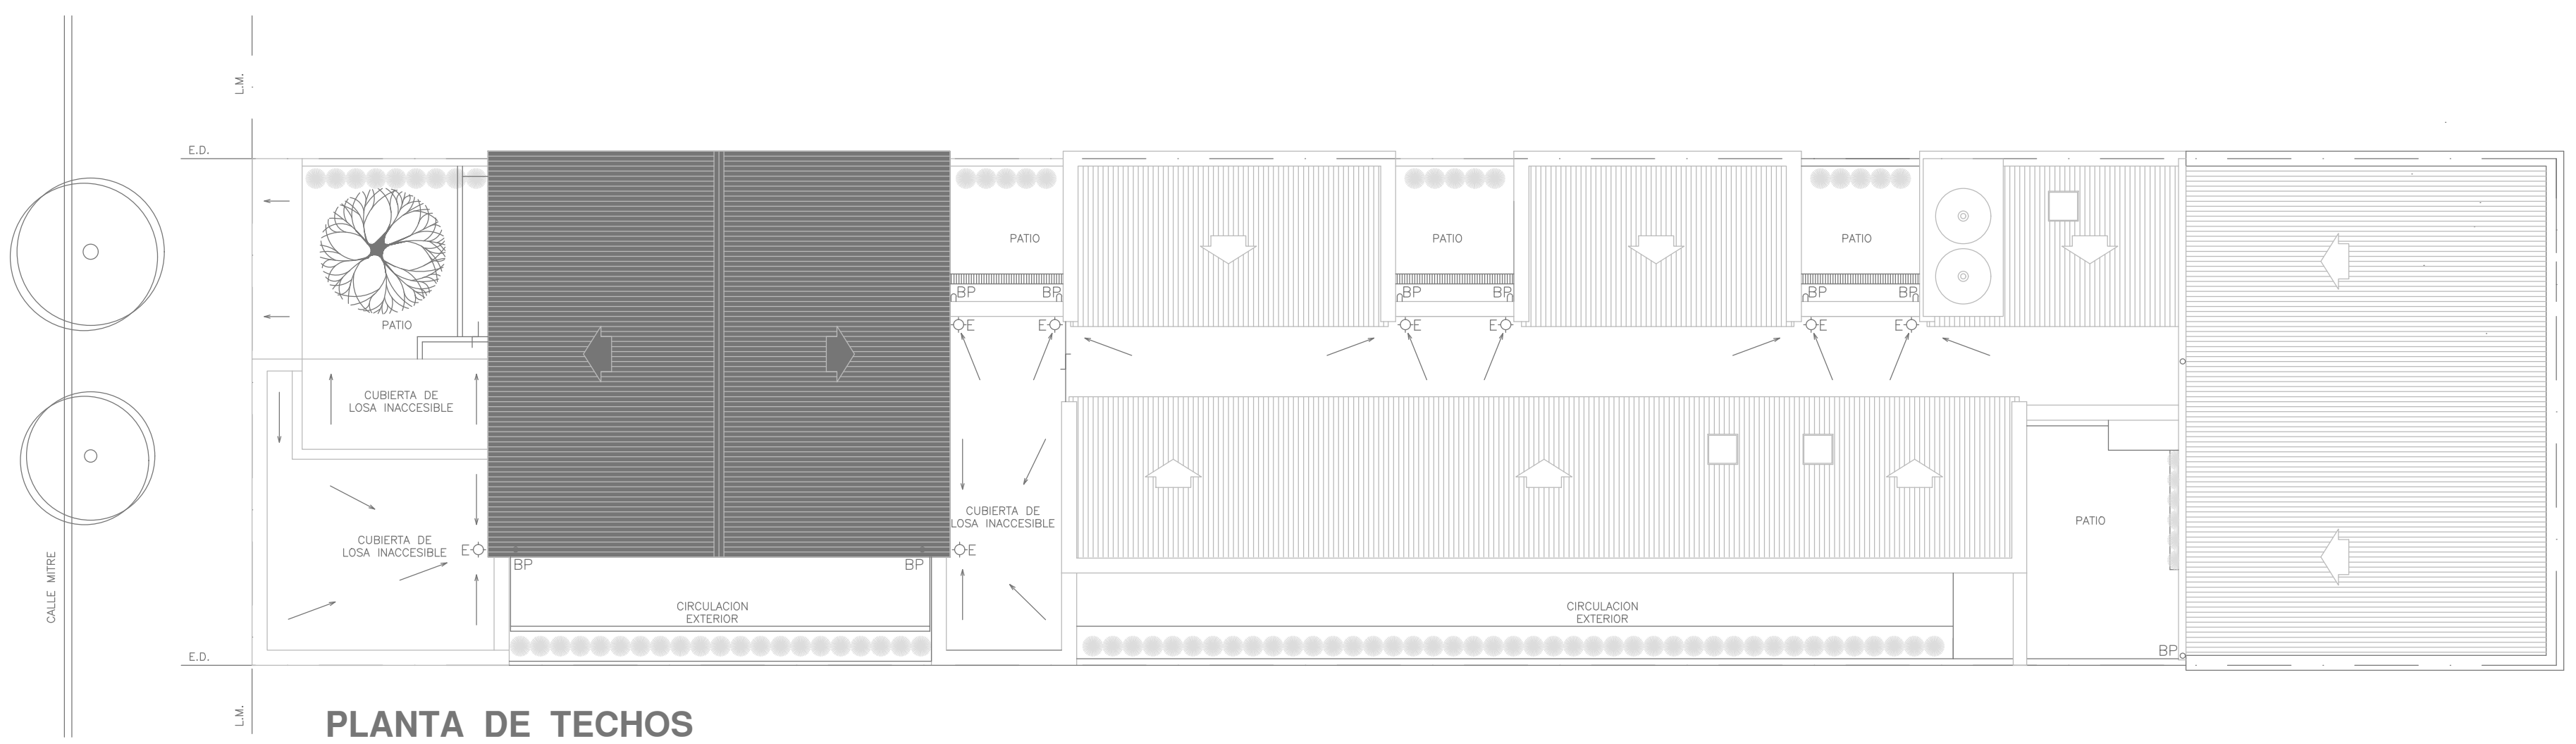 L.M.
E.D.
PATIO
PATIO
PATIO
BP
BP
BP
BP
BP
BP
E
E
E
E
E
E
PATIO
CUBIERTA DE
LOSA INACCESIBLE
CUBIERTA DE
LOSA INACCESIBLE
CUBIERTA DE
LOSA INACCESIBLE
PATIO
E
E
BP
BP
CALLE MITRE
CIRCULACION
EXTERIOR
CIRCULACION
EXTERIOR
BP
E.D.
L.M.
PLANTA DE TECHOS